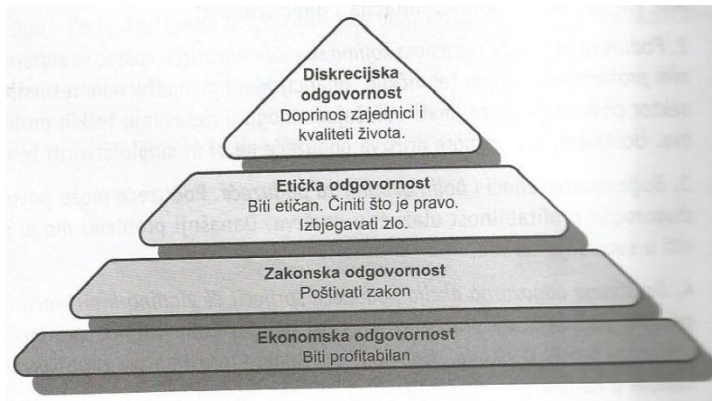 Diskrecijska
odgovornost
Doprinos zajednici i
kvaliteti života.
Etička odgovornost
Biti etičan. Činiti što je pravo.
Izbjegavati zlo.
Zakonska odgovornost
Poštivati zakon
Ekonomska odgovornost
Biti profitabilan